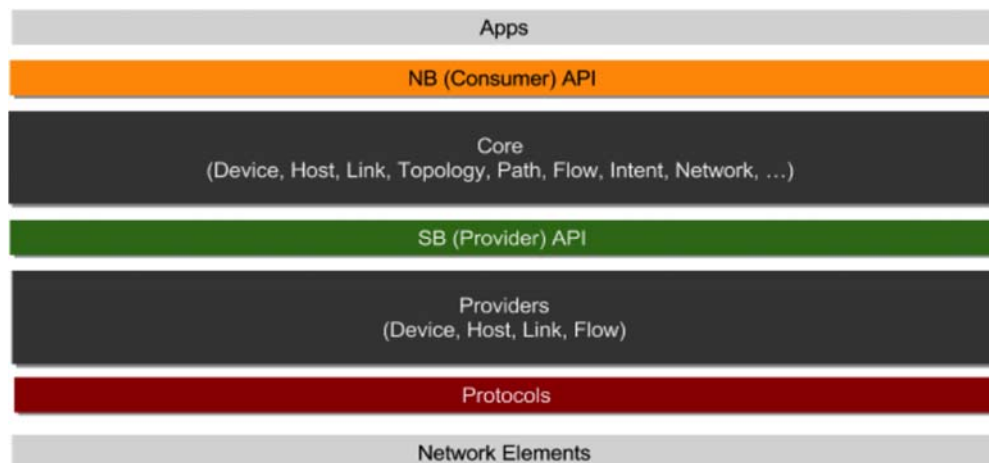 Apps
NB (Consumer) API
Core
(Device, Host, Link, Topology, Path, Flow, Intent, Network, …)
SB (Provider) API
Providers
(Device, Host, Link, Flow)
Protocols
Network Elements